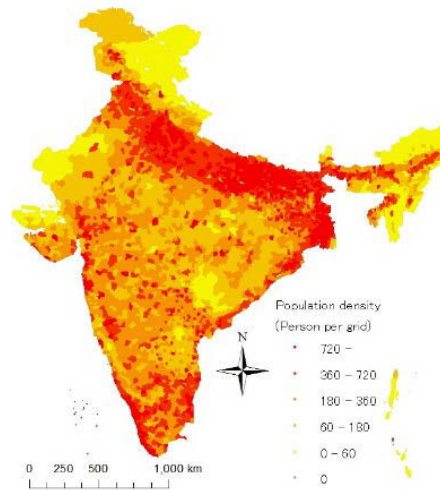 Population density
(Person per grid)
N
720 -
360 - 720
180 - 360
60 - 180
0 - 60
0
0 250 500 1,000 km